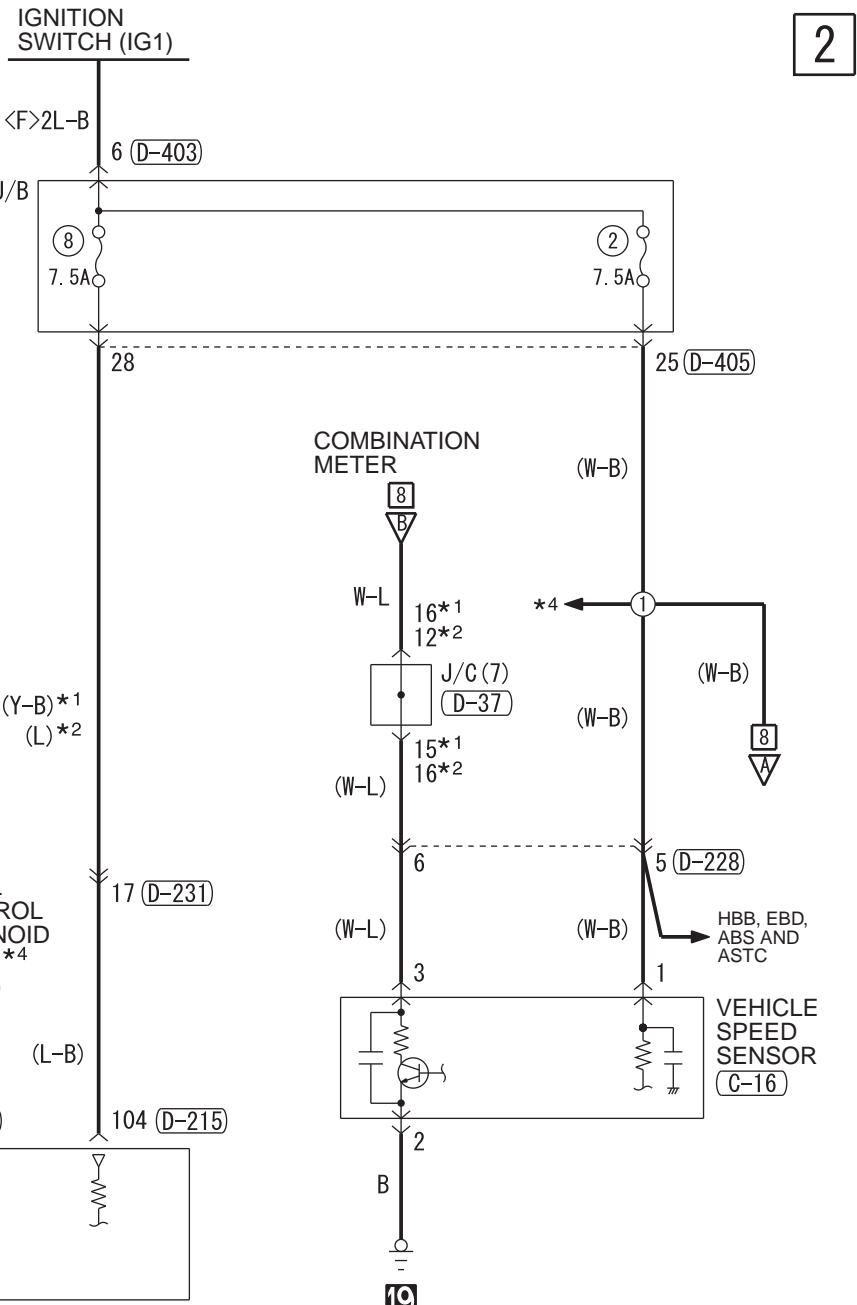 IGNITION
SWITCH (IG1)
2
<F>2L-B
6 (D-403)
J/B
8
7.5A
2
7.5A
28
25 (D-405)
COMBINATION
METER
8
B
(W-B)
W-L
16*1
12*2
*4
1
J/C(7)
D-37
(W-B)
(Y-B)*1
(L)*2
(W-B)
8
A
15*1
16*2
(W-L)
6
5 (D-228)
17 (D-231)
ROL
NOID
*4
(W-L)
(W-B)
HBB, EBD,
ABS AND
ASTC
3
1
VEHICLE
SPEED
SENSOR
C-16
(L-B)
104 (D-215)
2
B
19